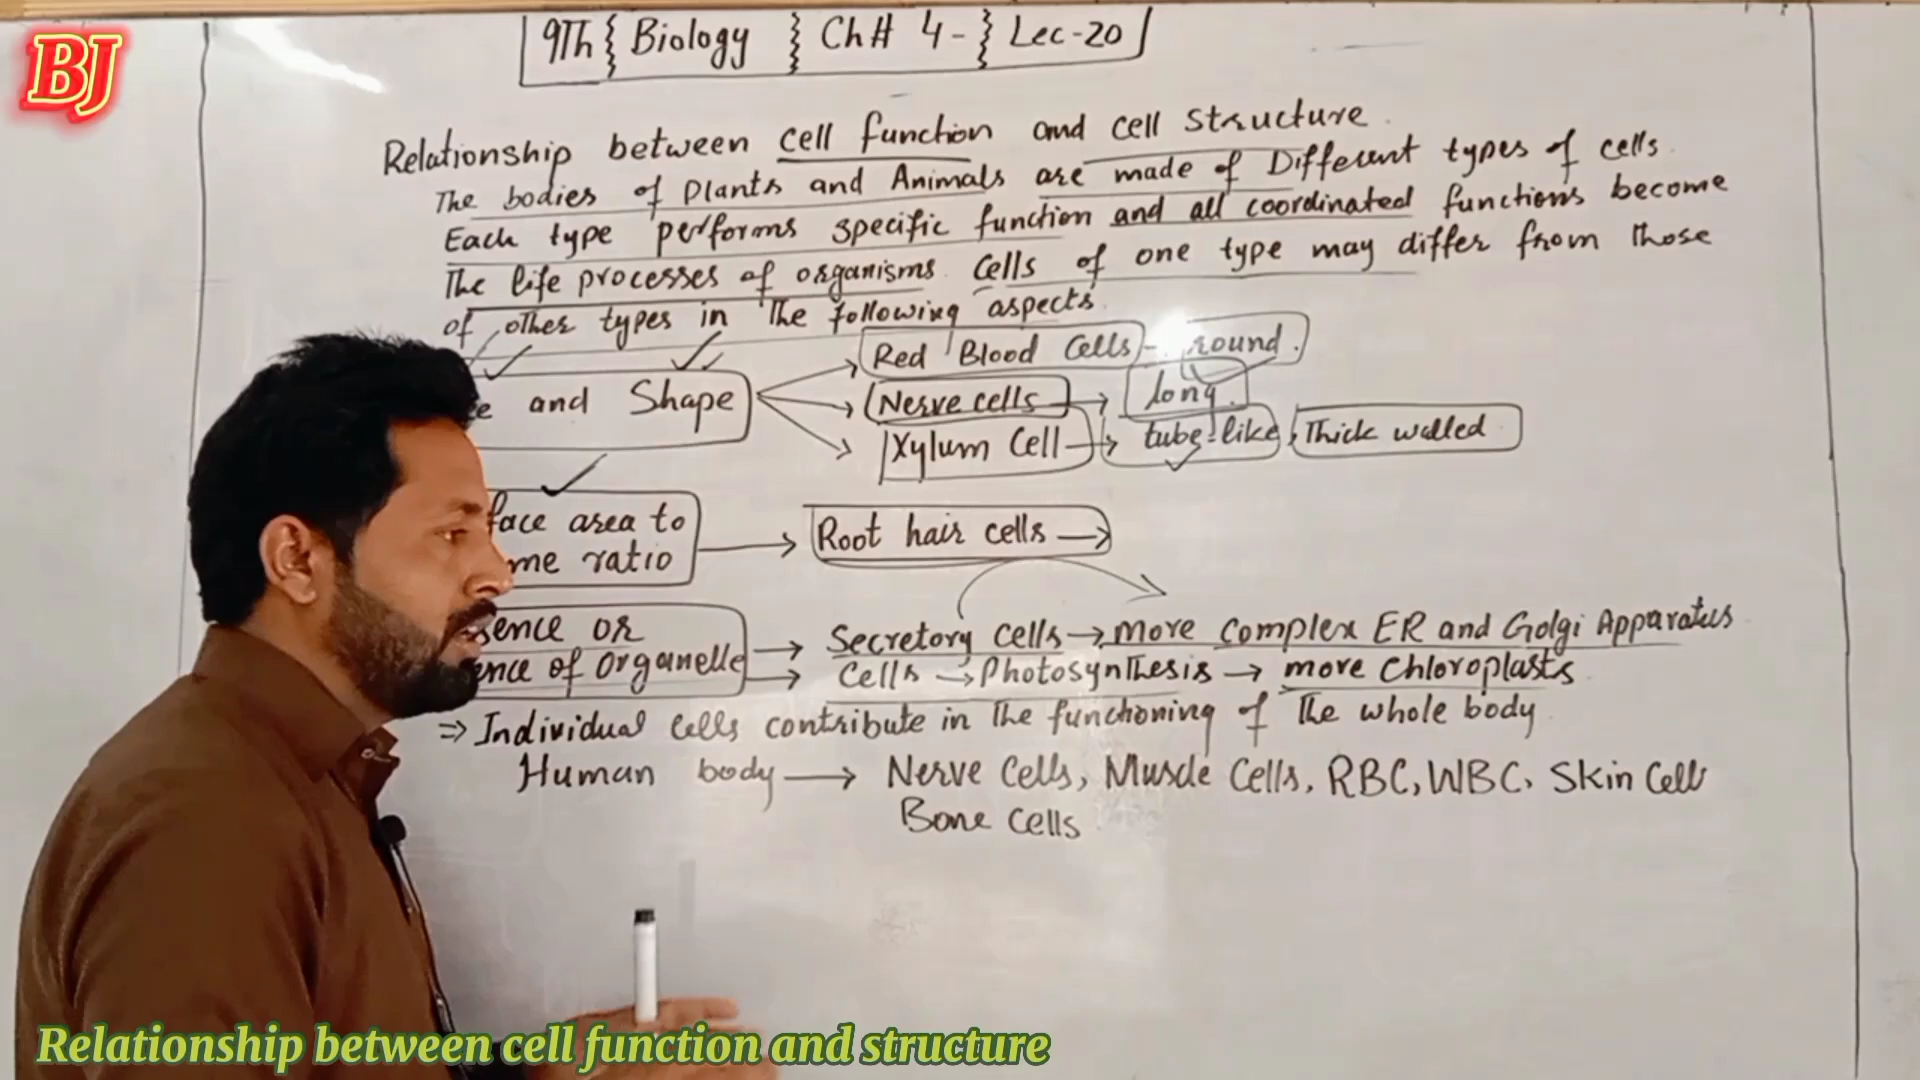 BJ
9Th Biology Ch# 4- Lec-20
Relationship between cell function and cell structure.
The bodies of Plants and Animals are made of Different types of cells.
Each type performs specific function and all coordinated functions become
The life processes of organisms. Cells of one type may differ from Those
of other types in The following aspects.
and Shape
Red Blood Cells - round.
Nerve cells → long.
Xylum Cell → tube-like, Thick walled
face area to
me ratio
Root hair cells →
sence or
ence of organelle
Secretory cells → more complex ER and Golgi Apparatus
Cells → Photosynthesis → more Chloroplasts
⇒ Individual cells contribute in The functioning of The whole body
Human body → Nerve Cells, Muscle Cells, RBC, WBC, Skin Cell
Bone Cells
Relationship between cell function and structure